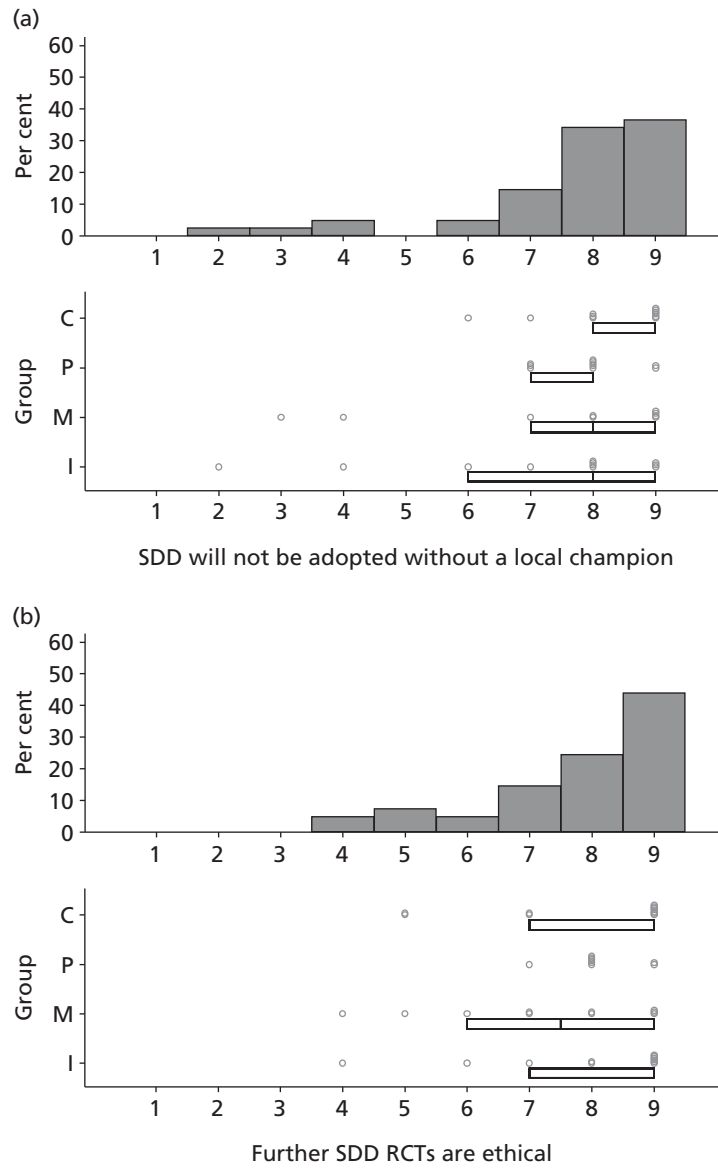 (a)
60
50
40
30
20
10
0
Per cent
1 2 3 4 5 6 7 8 9
C
P
M
I
Group
1 2 3 4 5 6 7 8 9
SDD will not be adopted without a local champion
(b)
60
50
40
30
20
10
0
Per cent
1 2 3 4 5 6 7 8 9
C
P
M
I
Group
1 2 3 4 5 6 7 8 9
Further SDD RCTs are ethical